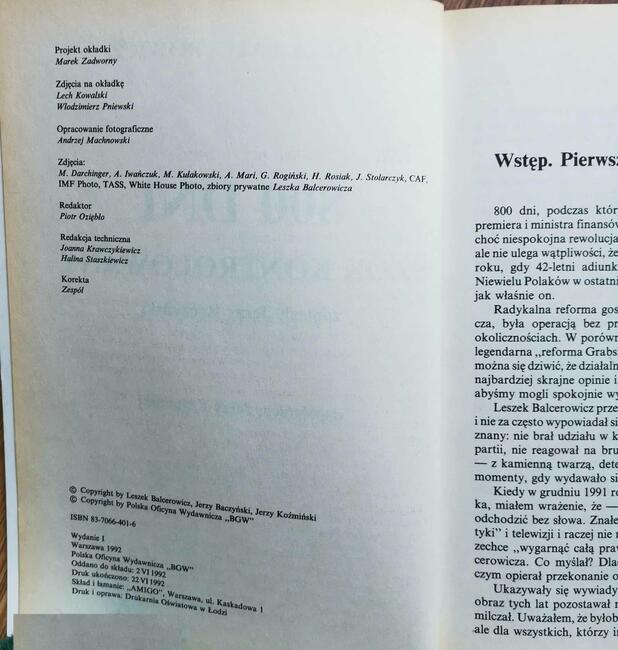 Projekt okładki
Marek Zadworny
Zdjęcia na okładkę
Lech Kowalski
Włodzimierz Pniewski
Opracowanie fotograficzne
Andrzej Machnowski
Zdjęcia:
M. Darchinger, A. Iwańczuk, M. Kułakowski, A. Mari, G. Rogiński, H. Rosiak, J. Stolarczyk, CAF,
IMF Photo, TASS, White House Photo, zbiory prywatne Leszka Balcerowicza
Redaktor
Piotr Oziębło
Redakcja techniczna
Joanna Krawczykiewicz
Halina Staszkiewicz
Korekta
Zespół
© Copyright by Leszek Balcerowicz, Jerzy Baczyński, Jerzy Koźmiński
© Copyright by Polska Oficyna Wydawnicza „BGW”
ISBN 83-7066-401-6
Wydanie I
Warszawa 1992
Polska Oficyna Wydawnicza „BGW”
Oddano do składu: 2 VI 1992
Druk ukończono: 22 VI 1992
Skład i łamanie: „AMIGO”, Warszawa, ul. Kaskadowa 1
Druk i oprawa: Drukarnia Oświatowa w Łodzi
Wstęp. Pierwsz
800 dni, podczas któr
premiera i ministra finansów
choć niespokojna rewolucja
ale nie ulega wątpliwości, że
roku, gdy 42-letni adiunk
Niewielu Polaków w ostatni
jak właśnie on.
Radykalna reforma gos
cza, była operacją bez pr
okolicznościach. W porówn
legendarna „reforma Grabs
można się dziwić, że działaln
najbardziej skrajne opinie i
abyśmy mogli spokojnie wy
Leszek Balcerowicz prze
i nie za często wypowiadał si
znany: nie brał udziału w k
partii, nie reagował na bru
— z kamienną twarzą, dete
momenty, gdy wydawało si
Kiedy w grudniu 1991 ro
ka, miałem wrażenie, że —
odchodzić bez słowa. Znałe
tyki” i telewizji i raczej nie m
zechce „wygarnąć całą praw
cerowicza. Co myślał? Dlac
czym opierał przekonanie o
Ukazywały się wywiady
obraz tych lat pozostawał n
milczał. Uważałem, że byłob
ale dla wszystkich, którzy in